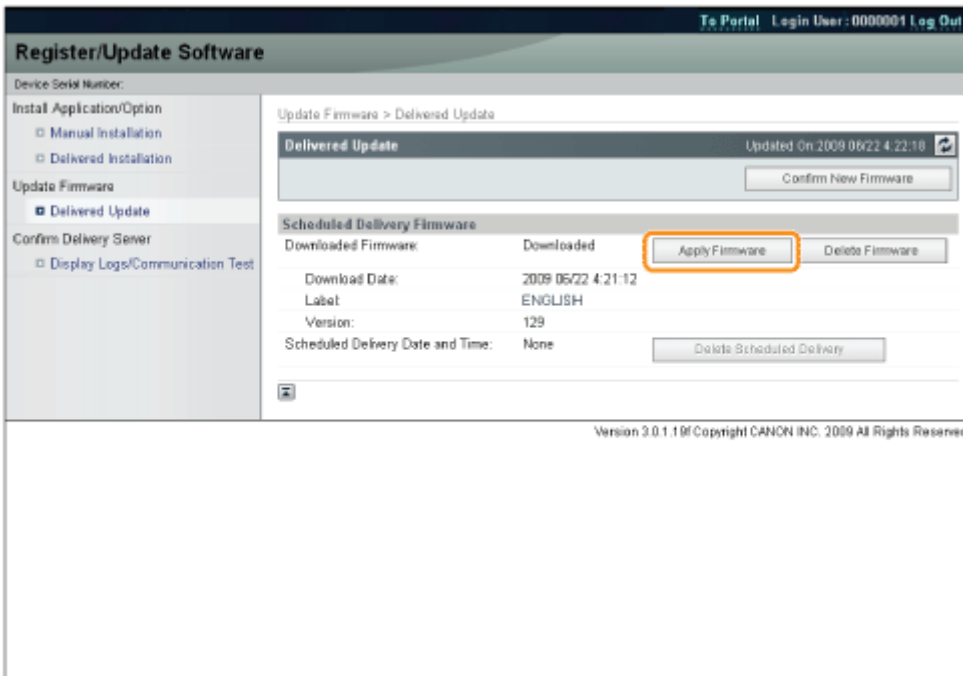 To Portal Login User : 0000001 Log Out
Register/Update Software
Device Serial Number:
Install Application/Option
Manual Installation
Delivered Installation
Update Firmware
Delivered Update
Confirm Delivery Server
Display Logs/Communication Test
Update Firmware > Delivered Update
Delivered Update Updated On:2009 06/22 4:22:18
Confirm New Firmware
Scheduled Delivery Firmware
Downloaded Firmware: Downloaded Apply Firmware Delete Firmware
Download Date: 2009 06/22 4:21:12
Label: ENGLISH
Version: 129
Scheduled Delivery Date and Time: None Delete Scheduled Delivery
Version 3.0.1.19f Copyright CANON INC. 2009 All Rights Reserved